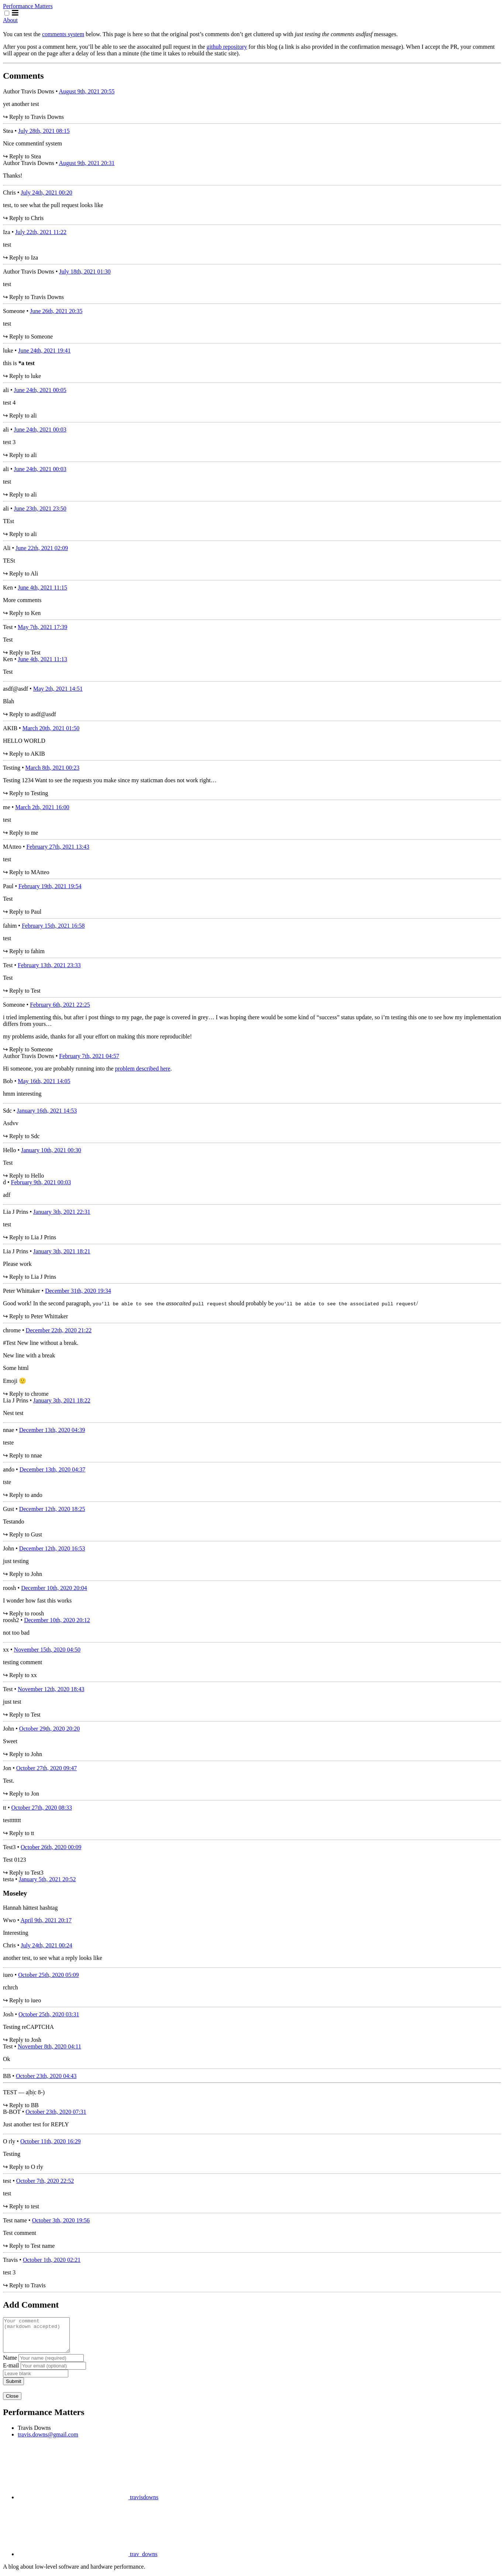 Performance Matters
About
You can test the comments system below. This page is here so that the original post’s comments don’t get cluttered up with just testing the comments asdfasf messages.
After you a post a comment here, you’ll be able to see the assocaited pull request in the github repository for this blog (a link is also provided in the confirmation message). When I accept the PR, your comment
will appear on the page after a delay of less than a minute (the time it takes to rebuild the static site).
Comments
Author Travis Downs • August 9th, 2021 20:55
yet another test
↪ Reply to Travis Downs
Stea • July 28th, 2021 08:15
Nice commentinf system
↪ Reply to Stea
Author Travis Downs • August 9th, 2021 20:31
Thanks!
Chris • July 24th, 2021 00:20
test, to see what the pull request looks like
↪ Reply to Chris
Iza • July 22th, 2021 11:22
test
↪ Reply to Iza
Author Travis Downs • July 18th, 2021 01:30
test
↪ Reply to Travis Downs
Someone • June 26th, 2021 20:35
test
↪ Reply to Someone
luke • June 24th, 2021 19:41
this is *a test
↪ Reply to luke
ali • June 24th, 2021 00:05
test 4
↪ Reply to ali
ali • June 24th, 2021 00:03
test 3
↪ Reply to ali
ali • June 24th, 2021 00:03
test
↪ Reply to ali
ali • June 23th, 2021 23:50
TEst
↪ Reply to ali
Ali • June 22th, 2021 02:09
TESt
↪ Reply to Ali
Ken • June 4th, 2021 11:15
More comments
↪ Reply to Ken
Test • May 7th, 2021 17:39
Test
↪ Reply to Test
Ken • June 4th, 2021 11:13
Test
asdf@asdf • May 2th, 2021 14:51
Blah
↪ Reply to asdf@asdf
AKIB • March 20th, 2021 01:50
HELLO WORLD
↪ Reply to AKIB
Testing • March 8th, 2021 00:23
Testing 1234 Want to see the requests you make since my staticman does not work right…
↪ Reply to Testing
me • March 2th, 2021 16:00
test
↪ Reply to me
MAtteo • February 27th, 2021 13:43
test
↪ Reply to MAtteo
Paul • February 19th, 2021 19:54
Test
↪ Reply to Paul
fahim • February 15th, 2021 16:58
test
↪ Reply to fahim
Test • February 13th, 2021 23:33
Test
↪ Reply to Test
Someone • February 6th, 2021 22:25
i tried implementing this, but after i post things to my page, the page is covered in grey… I was hoping there would be some kind of “success” status update, so i’m testing this one to see how my implementation
differs from yours…
my problems aside, thanks for all your effort on making this more reproducible!
↪ Reply to Someone
Author Travis Downs • February 7th, 2021 04:57
Hi someone, you are probably running into the problem described here.
Bob • May 16th, 2021 14:05
hmm interesting
Sdc • January 16th, 2021 14:53
Asdvv
↪ Reply to Sdc
Hello • January 10th, 2021 00:30
Test
↪ Reply to Hello
d • February 9th, 2021 00:03
adf
Lia J Prins • January 3th, 2021 22:31
test
↪ Reply to Lia J Prins
Lia J Prins • January 3th, 2021 18:21
Please work
↪ Reply to Lia J Prins
Peter Whittaker • December 31th, 2020 19:34
Good work! In the second paragraph, you'll be able to see the assocaited pull request should probably be you'll be able to see the associated pull request/
↪ Reply to Peter Whittaker
chrome • December 22th, 2020 21:22
#Test New line without a break.
New line with a break
Some html
Emoji 🙂
↪ Reply to chrome
Lia J Prins • January 3th, 2021 18:22
Nest test
nnae • December 13th, 2020 04:39
teste
↪ Reply to nnae
ando • December 13th, 2020 04:37
tste
↪ Reply to ando
Gust • December 12th, 2020 18:25
Testando
↪ Reply to Gust
John • December 12th, 2020 16:53
just testing
↪ Reply to John
roosh • December 10th, 2020 20:04
I wonder how fast this works
↪ Reply to roosh
roosh2 • December 10th, 2020 20:12
not too bad
xx • November 15th, 2020 04:50
testing comment
↪ Reply to xx
Test • November 12th, 2020 18:43
just test
↪ Reply to Test
John • October 29th, 2020 20:20
Sweet
↪ Reply to John
Jon • October 27th, 2020 09:47
Test.
↪ Reply to Jon
tt • October 27th, 2020 08:33
testttttt
↪ Reply to tt
Test3 • October 26th, 2020 00:09
Test 0123
↪ Reply to Test3
testa • January 5th, 2021 20:52
Moseley
Hannah hättest hashtag
Wwo • April 9th, 2021 20:17
Interesting
Chris • July 24th, 2021 00:24
another test, to see what a reply looks like
iueo • October 25th, 2020 05:09
rchrch
↪ Reply to iueo
Josh • October 25th, 2020 03:31
Testing reCAPTCHA
↪ Reply to Josh
Test • November 8th, 2020 04:11
Ok
BB • October 23th, 2020 04:43
TEST — a|b|c 8-)
↪ Reply to BB
B-BOT • October 23th, 2020 07:31
Just another test for REPLY
O rly • October 11th, 2020 16:29
Testing
↪ Reply to O rly
test • October 7th, 2020 22:52
test
↪ Reply to test
Test name • October 3th, 2020 19:56
Test comment
↪ Reply to Test name
Travis • October 1th, 2020 02:21
test 3
↪ Reply to Travis
Add Comment
Your comment
(markdown accepted)
Name Your name (required)
E-mail Your email (optional)
Leave blank
Submit
Close
Performance Matters
Travis Downs
travis.downs@gmail.com
travisdowns
trav_downs
A blog about low-level software and hardware performance.